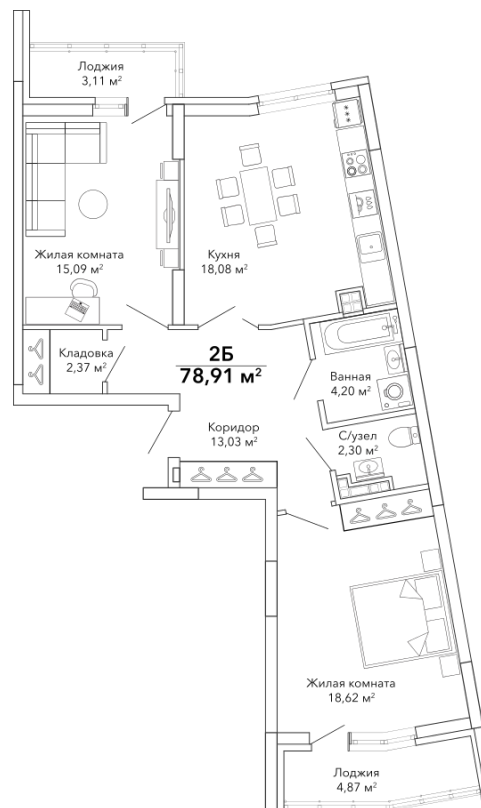 Лоджия
3,11 м²
Жилая комната
15,09 м²
Кухня
18,08 м²
Кладовка
2,37 м²
2Б
78,91 м²
Ванная
4,20 м²
Коридор
13,03 м²
С/узел
2,30 м²
Жилая комната
18,62 м²
Лоджия
4,87 м²